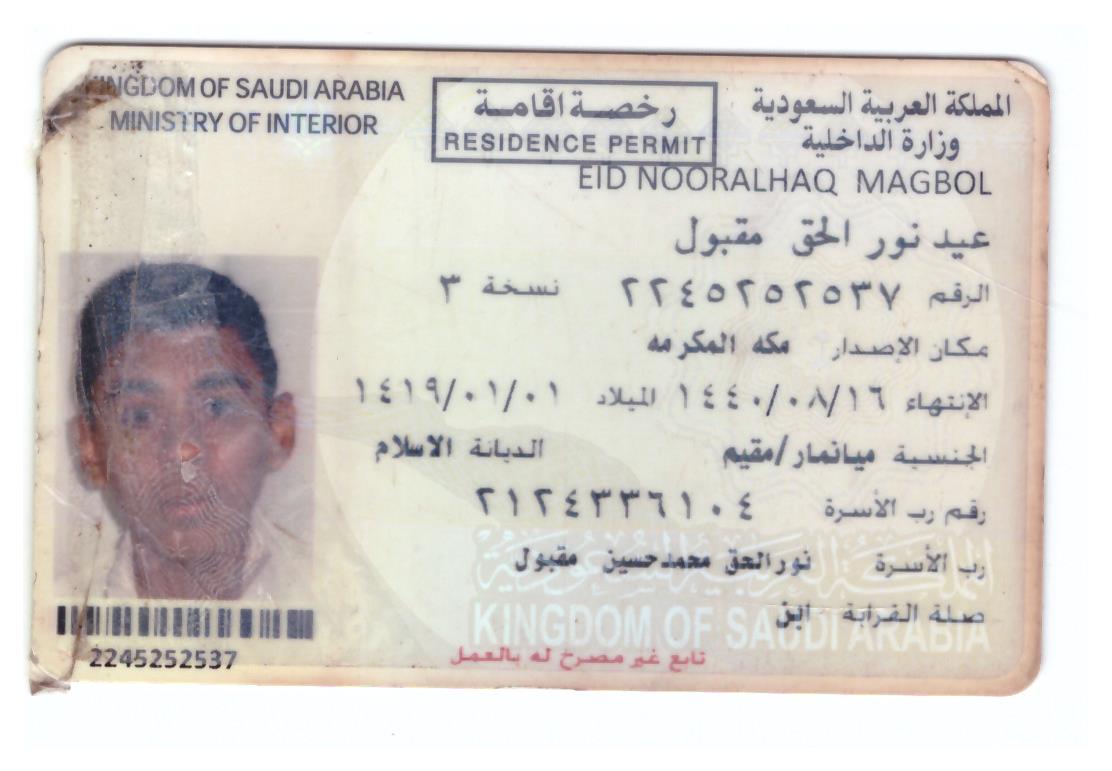 KINGDOM OF SAUDI ARABIA
MINISTRY OF INTERIOR
رخصة اقامة
RESIDENCE PERMIT
المملكة العربية السعودية
وزارة الداخلية
EID NOORALHAQ MAGBOL
عيد نور الحق مقبول
الرقم ٢٢٤٥٢٥٢٥٣٧ نسخة ٣
مكان الإصدار مكه المكرمه
الإنتهاء ١٤٤٠/٠٨/١٦ الميلاد ١٤١٩/٠١/٠١
الجنسية ميانمار/مقيم الديانة الاسلام
رقم رب الأسرة ٢١٢٤٣٣٦١٠٤
رب الأسرة نورالحق محمدحسين مقبول
صلة القرابة ابن
المملكة العربية السعودية
KINGDOM OF SAUDI ARABIA
تابع غير مصرح له بالعمل
2245252537